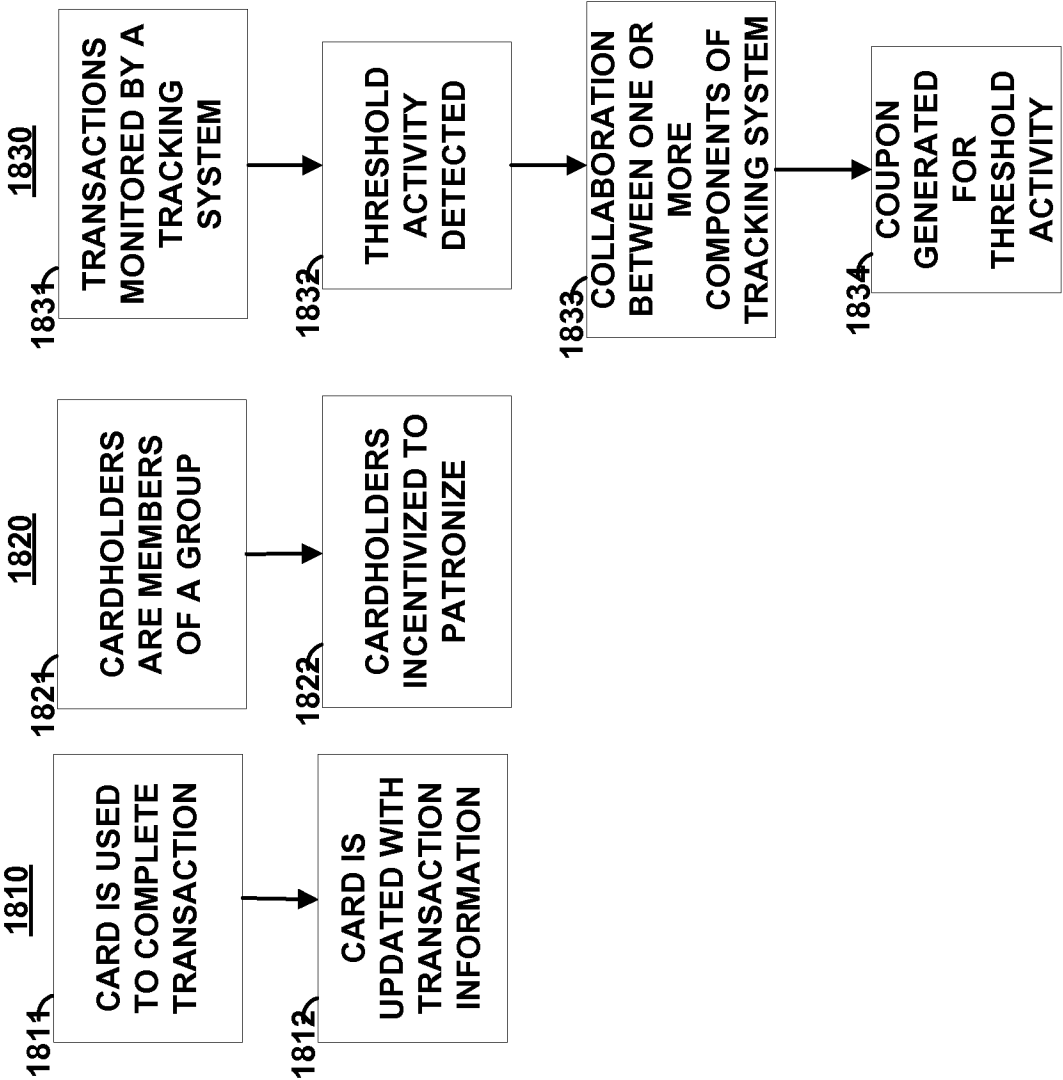 1810
1811
CARD IS USED
TO COMPLETE
TRANSACTION
1812
CARD IS
UPDATED WITH
TRANSACTION
INFORMATION
1820
1821
CARDHOLDERS
ARE MEMBERS
OF A GROUP
1822
CARDHOLDERS
INCENTIVIZED TO
PATRONIZE
1830
1831
TRANSACTIONS
MONITORED BY A
TRACKING
SYSTEM
1832
THRESHOLD
ACTIVITY
DETECTED
1833
COLLABORATION
BETWEEN ONE OR
MORE
COMPONENTS OF
TRACKING SYSTEM
1834
COUPON
GENERATED
FOR
THRESHOLD
ACTIVITY